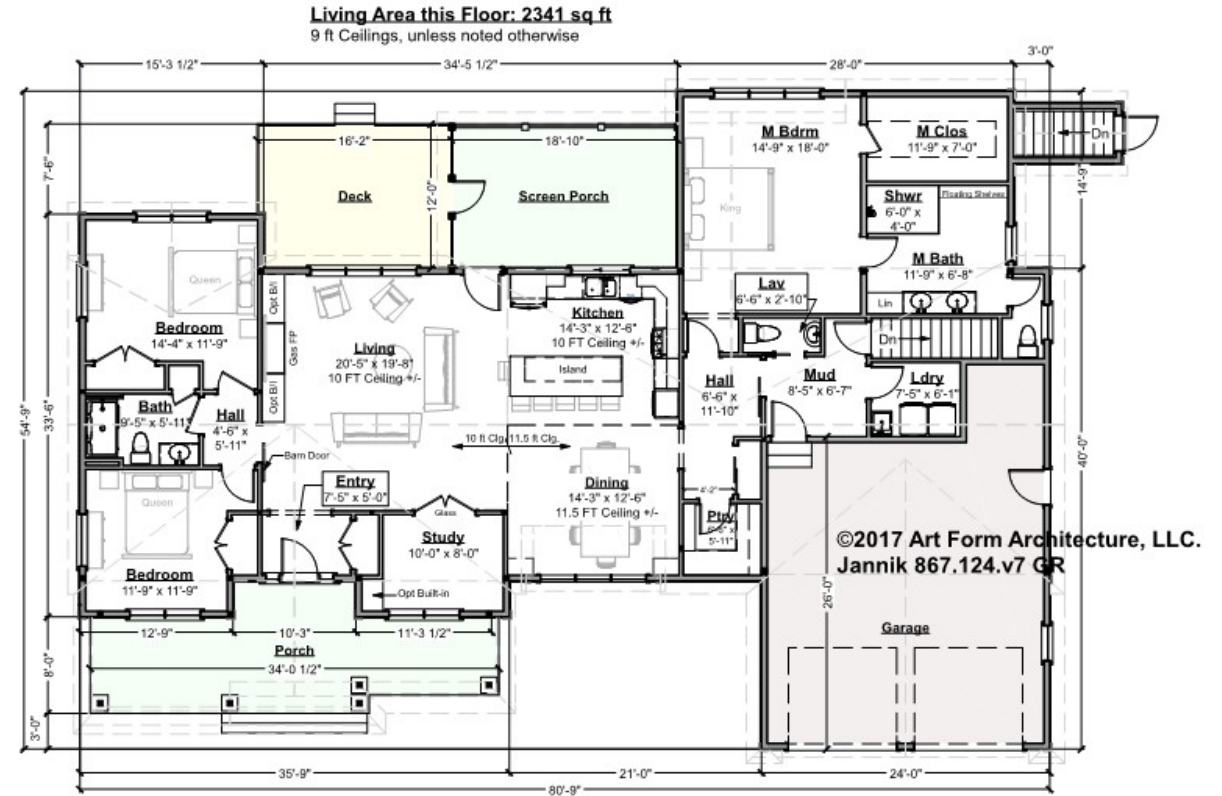 Living Area this Floor: 2341 sq ft
9 ft Ceilings, unless noted otherwise
3'-0"
15'-3 1/2"
34'-5 1/2"
28'-0"
16'-2"
18'-10"
M Bdrm
14'-9" x 18'-0"
M Clos
11'-9" x 7'-0"
Dn
7'-6"
14'-9"
Deck
12'-0"
Screen Porch
Shwr
6'-0" x
4'-0"
Floating Shelves
King
M Bath
11'-9" x 6'-8"
Queen
Opt B/I
Lav
6'-6" x 2'-10"
Lin
Kitchen
14'-3" x 12'-6"
10 FT Ceiling +/-
Bedroom
14'-4" x 11'-9"
Gas FP
Living
20'-5" x 19'-8"
10 FT Ceiling +/-
Island
Dn
Mud
8'-5" x 6'-7"
Hall
6'-6" x
11'-10"
Ldry
7'-5" x 6'-1"
Opt B/I
Bath
9'-5" x 5'-11"
Hall
4'-6" x
5'-11"
54'-9"
33'-6"
40'-0"
10 ft Clg.
11.5 ft Clg.
Barn Door
Entry
7'-5" x 5'-0"
Dining
14'-3" x 12'-6"
11.5 FT Ceiling +/-
4'-2"
Queen
Glass
Study
10'-0" x 8'-0"
Ptry
5'-11"
©2017 Art Form Architecture, LLC.
Jannik 867.124.v7 GR
Bedroom
11'-9" x 11'-9"
Opt Built-in
26'-0"
Garage
12'-9"
10'-3"
11'-3 1/2"
Porch
34'-0 1/2"
8'-0"
3'-0"
35'-9"
21'-0"
24'-0"
80'-9"